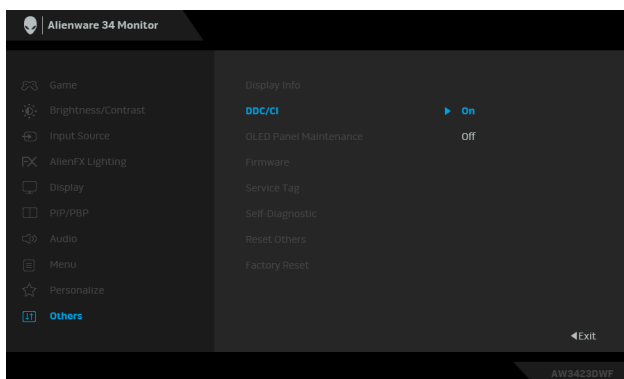 Alienware 34 Monitor
Game
Brightness/Contrast
Input Source
AlienFX Lighting
Display
PIP/PBP
Audio
Menu
Personalize
Others
Display Info
DDC/CI On
OLED Panel Maintenance Off
Firmware
Service Tag
Self-Diagnostic
Reset Others
Factory Reset
Exit
AW3423DWF